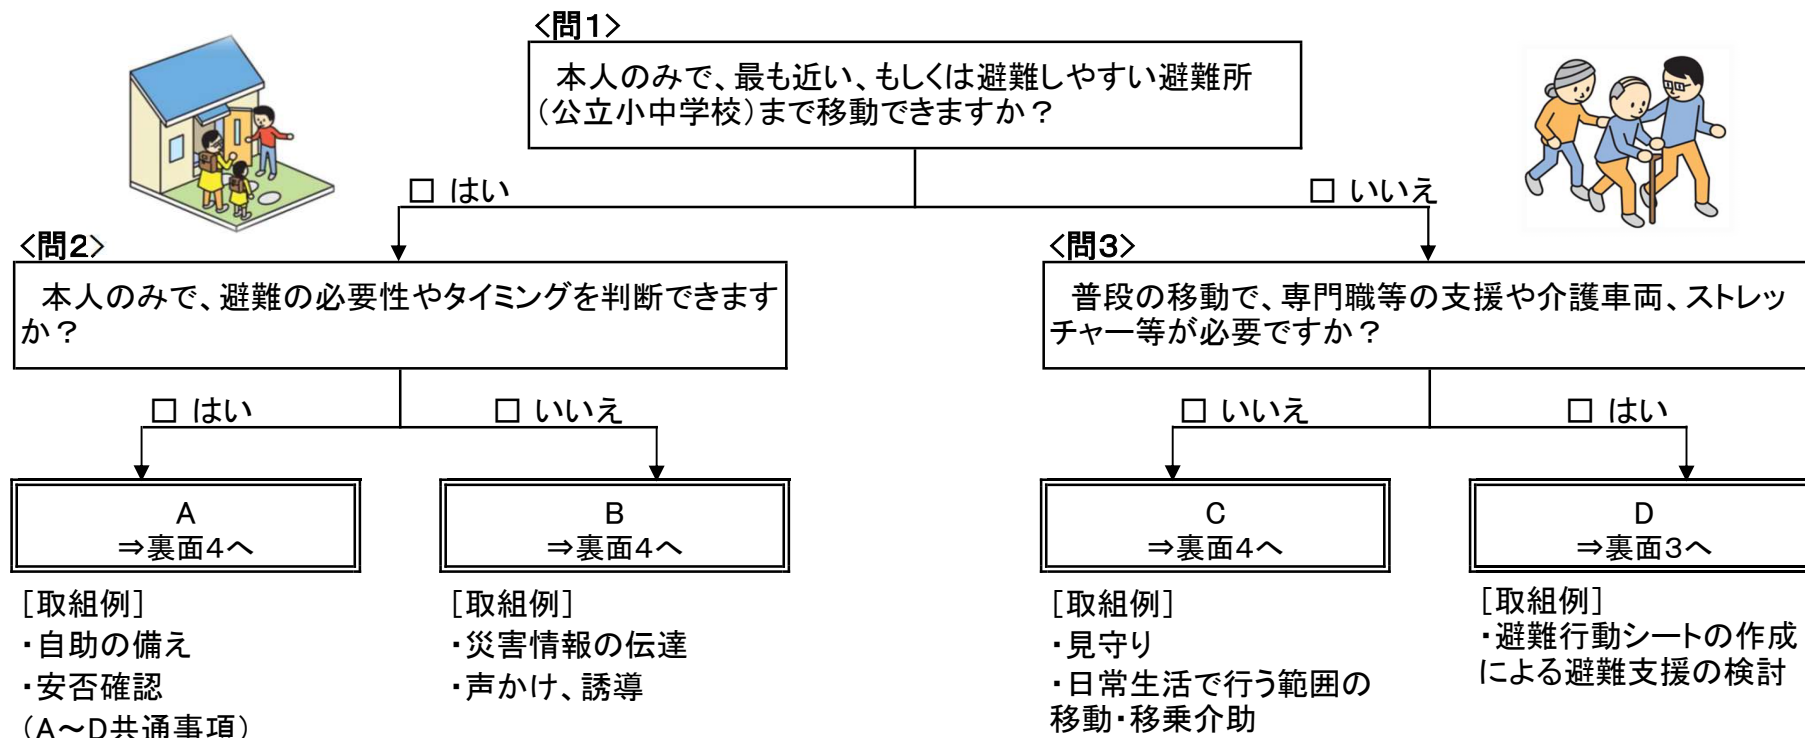 <問1>
本人のみで、最も近い、もしくは避難しやすい避難所
(公立小中学校)まで移動できますか？
□ はい
□ いいえ
<問2>
本人のみで、避難の必要性やタイミングを判断できます
か？
□ はい
□ いいえ
<問3>
普段の移動で、専門職等の支援や介護車両、ストレッ
チャー等が必要ですか？
□ いいえ
□ はい
A
⇒裏面4へ
[取組例]
・自助の備え
・安否確認
(A～D共通事項)
B
⇒裏面4へ
[取組例]
・災害情報の伝達
・声かけ、誘導
C
⇒裏面4へ
[取組例]
・見守り
・日常生活で行う範囲の
移動・移乗介助
D
⇒裏面3へ
[取組例]
・避難行動シートの作成
による避難支援の検討